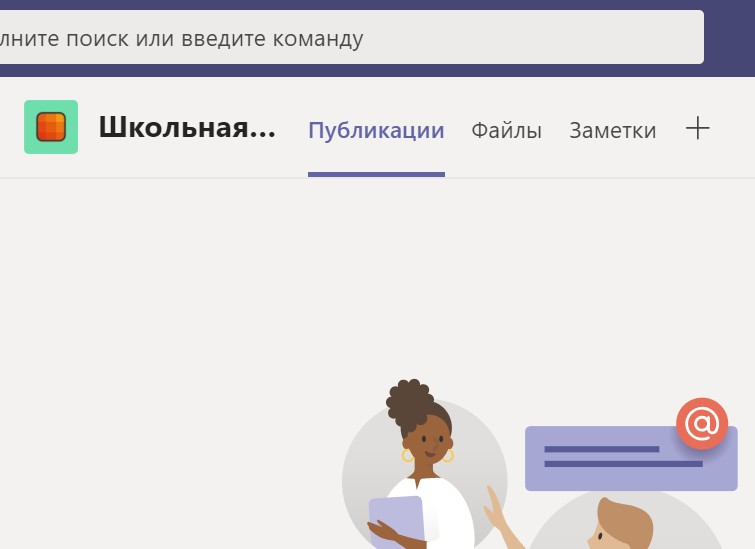 лните поиск или введите команду
Школьная... Публикации Файлы Заметки +
@